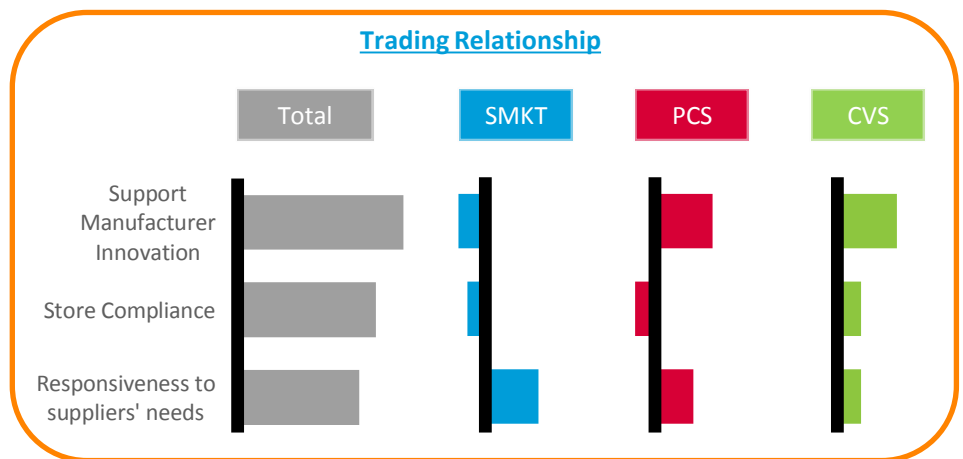 Trading Relationship
Total
SMKT
PCS
CVS
Support
Manufacturer
Innovation
Store Compliance
Responsiveness to
suppliers' needs